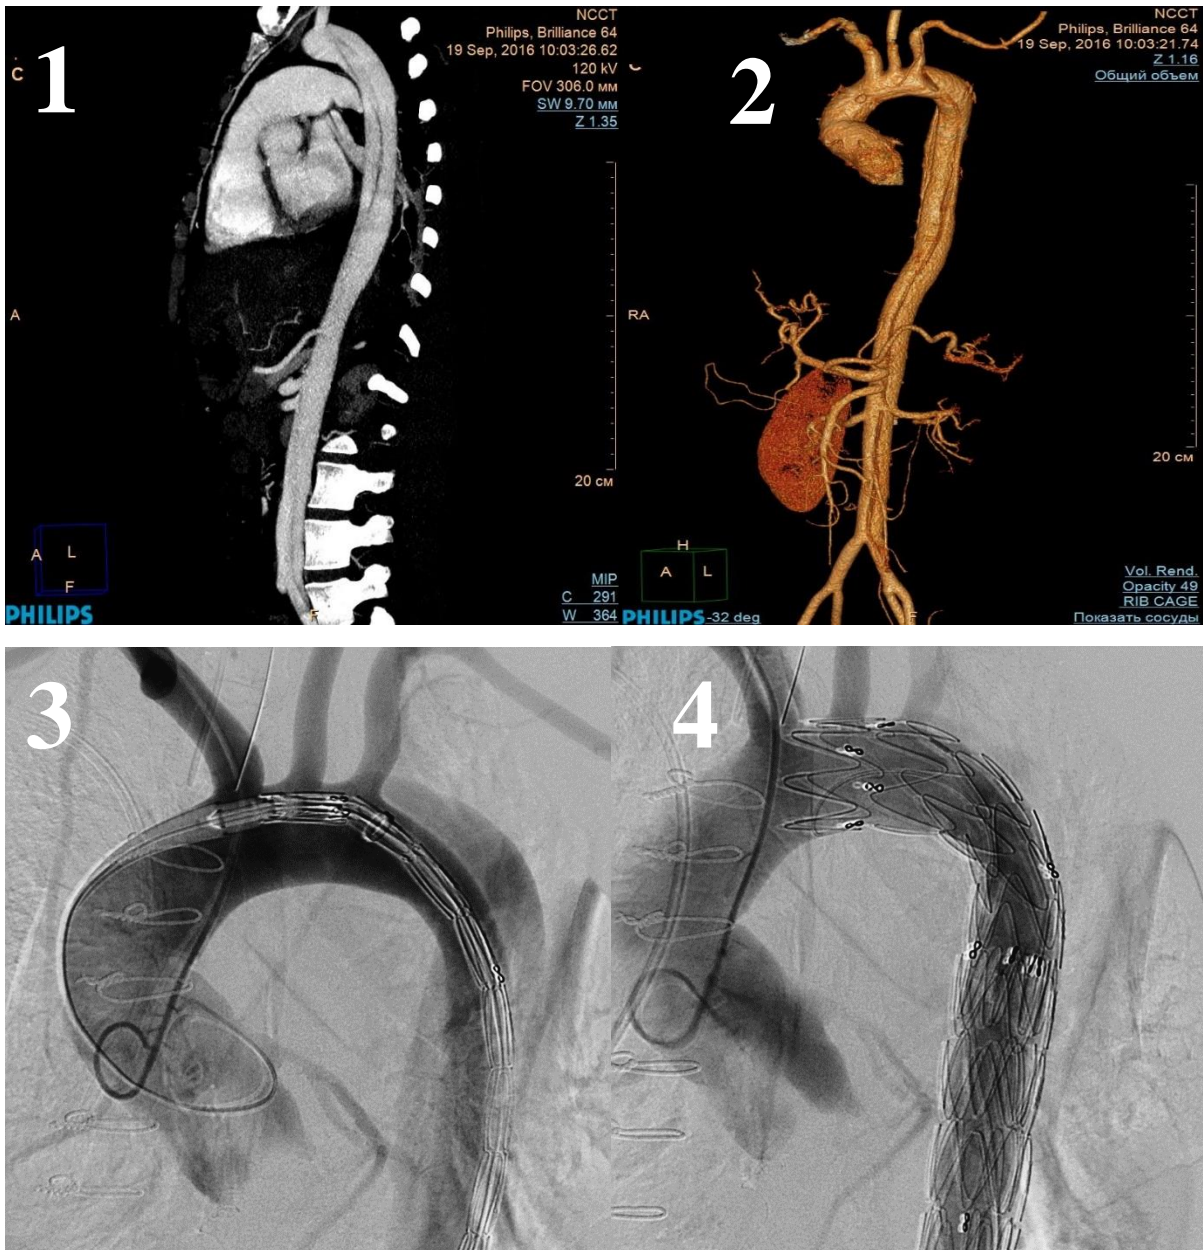 1
C
NCCT
Philips, Brilliance 64
19 Sep, 2016 10:03:26.62
120 kV
FOV 306.0 мм
SW 9.70 мм
Z 1.35
A
20 см
A L
F
PHILIPS
MIP
C 291
W 364
F
2
NCCT
Philips, Brilliance 64
19 Sep, 2016 10:03:21.74
Z 1.16
Общий объем
RA
20 см
H
A L
PHILIPS -32 deg
F
Vol. Rend.
Opacity 49
RIB CAGE
Показать сосуды
3
4